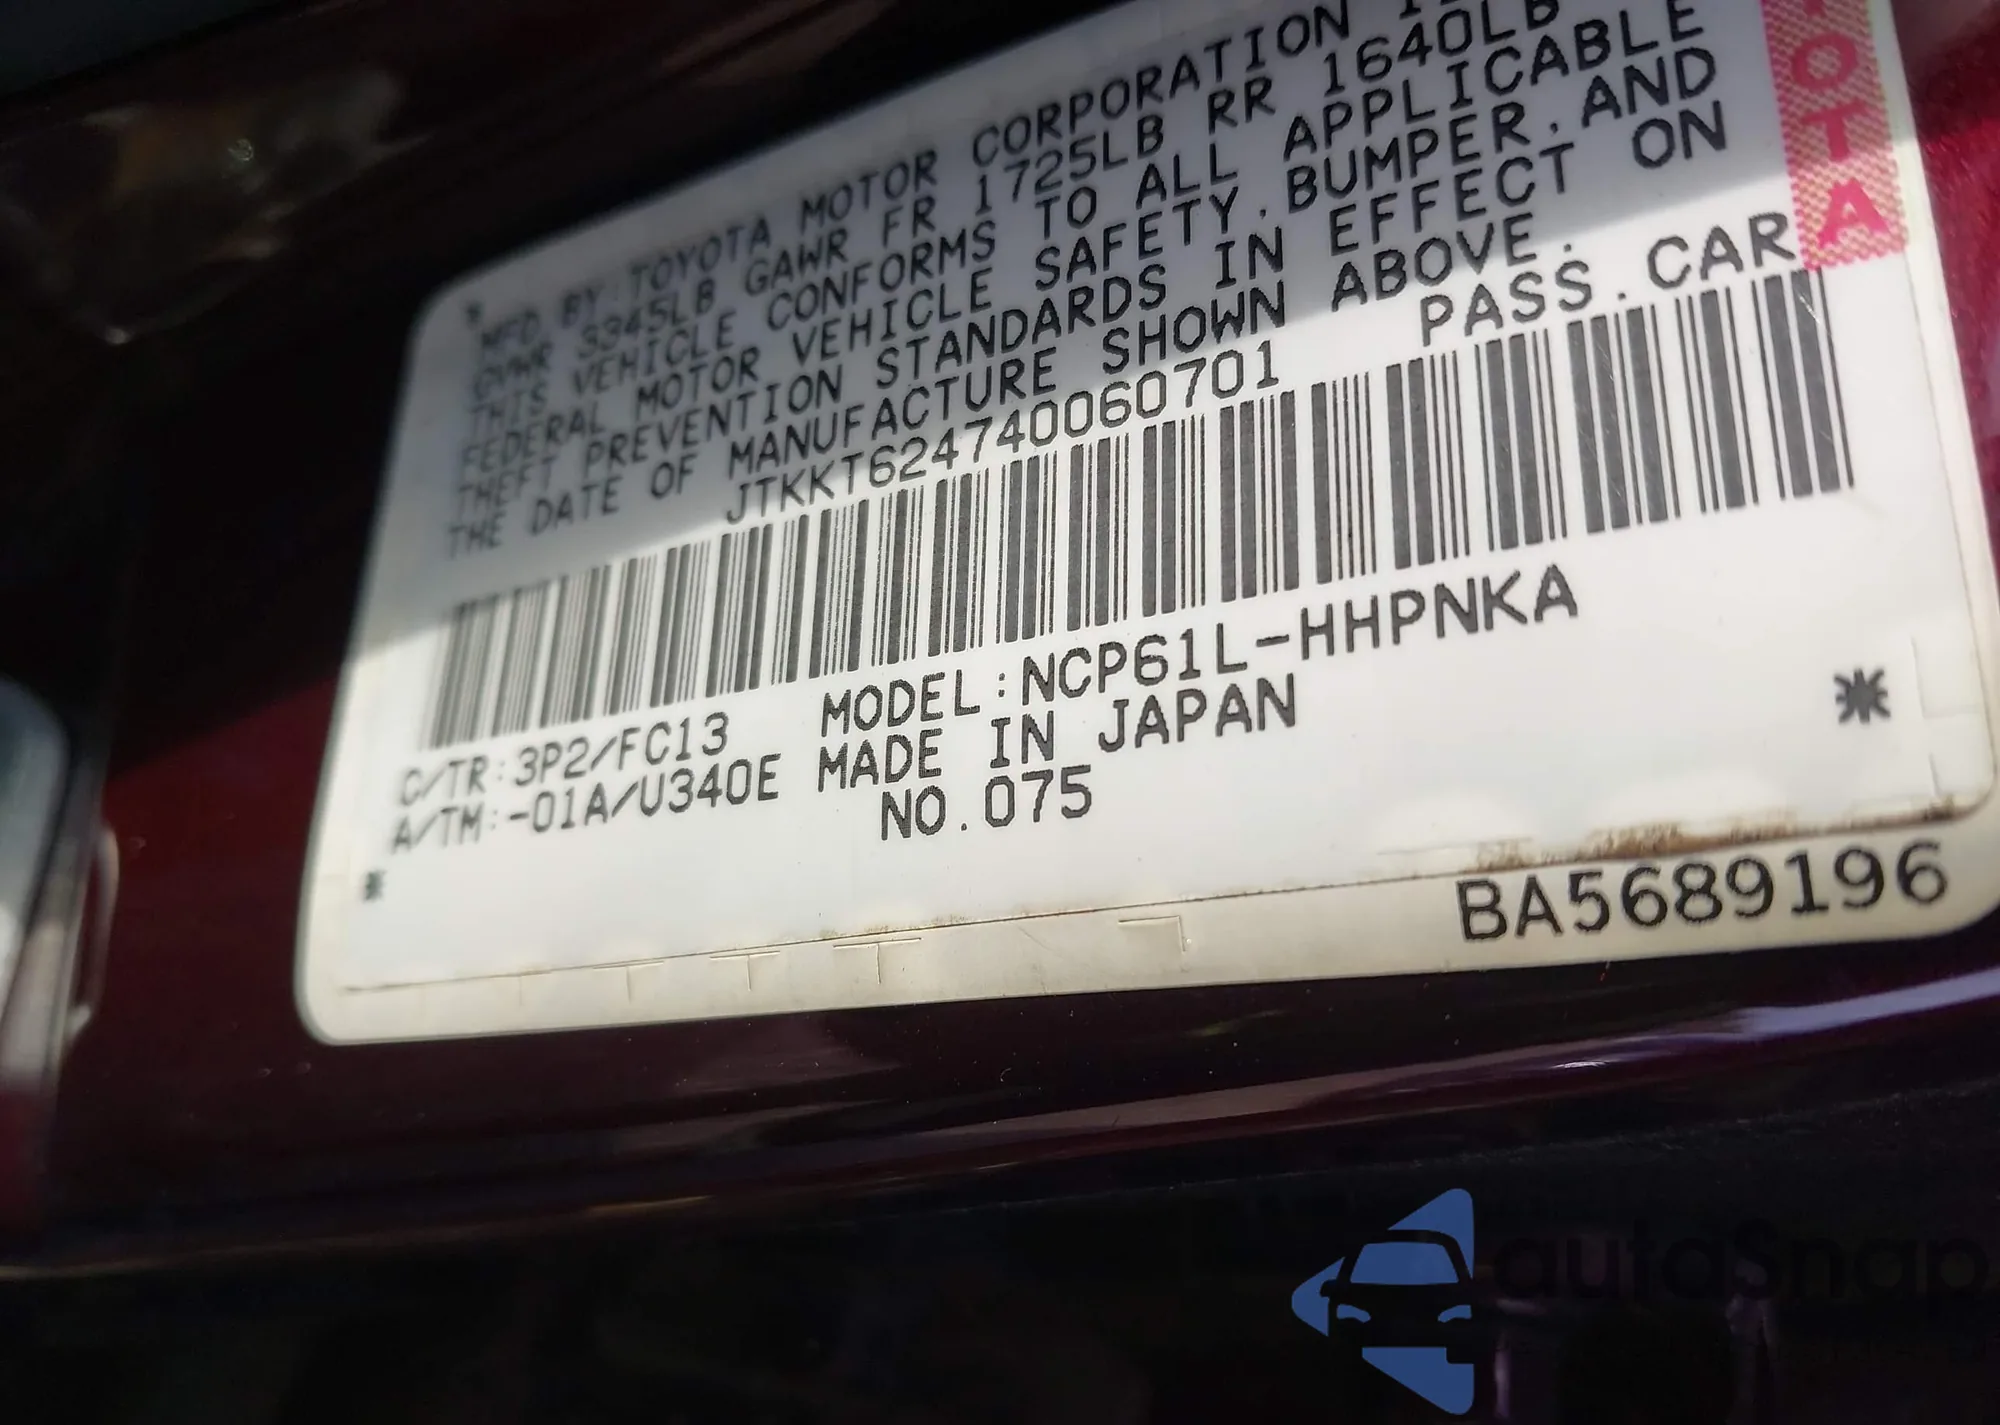 MFD. BY: TOYOTA MOTOR CORPORATION
GVWR 3345LB GAWR FR 1725LB RR 1640LB
THIS VEHICLE CONFORMS TO ALL APPLICABLE
FEDERAL MOTOR VEHICLE SAFETY.BUMPER.AND
THEFT PREVENTION STANDARDS IN EFFECT ON
THE DATE OF MANUFACTURE SHOWN ABOVE.
JTKKT624740060701 PASS.CAR
C/TR:3P2/FC13 MODEL:NCP61L-HHPNKA
A/TM:-01A/U340E MADE IN JAPAN
NO.075
BA5689196
OTA
autoSnap